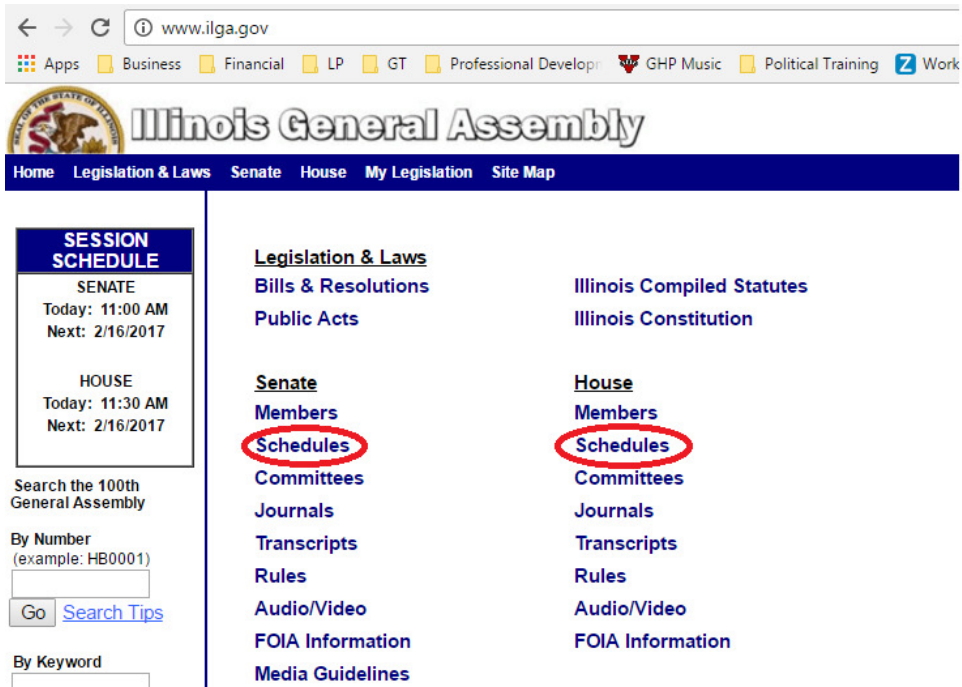 www.ilga.gov
Apps Business Financial LP GT Professional Develop GHP Music Political Training Work
Illinois General Assembly
Home Legislation & Laws Senate House My Legislation Site Map
SESSION
SCHEDULE
SENATE
Today: 11:00 AM
Next: 2/16/2017
HOUSE
Today: 11:30 AM
Next: 2/16/2017
Search the 100th
General Assembly
By Number
(example: HB0001)
Go Search Tips
By Keyword
Legislation & Laws
Bills & Resolutions Illinois Compiled Statutes
Public Acts Illinois Constitution
Senate House
Members Members
Schedules Schedules
Committees Committees
Journals Journals
Transcripts Transcripts
Rules Rules
Audio/Video Audio/Video
FOIA Information FOIA Information
Media Guidelines